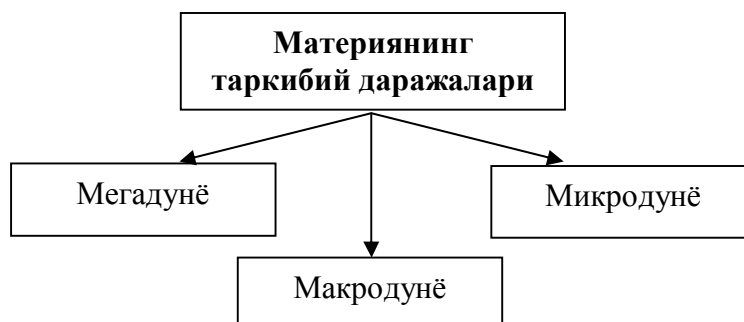 Материянинг
таркибий даражалари
Мегадунё
Микродунё
Макродунё